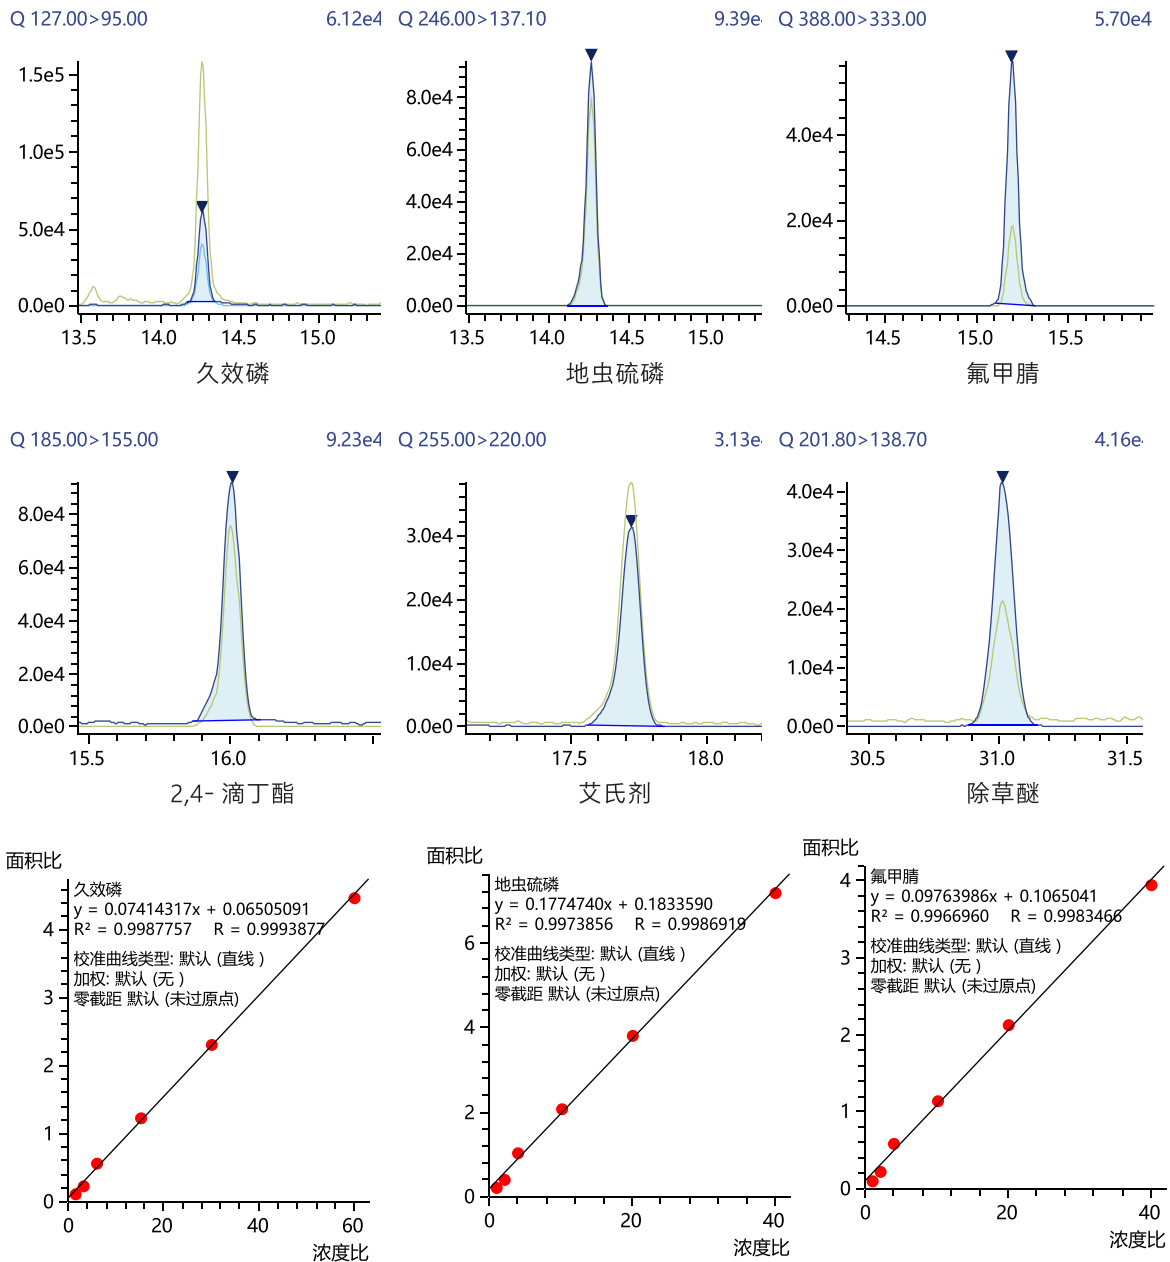 Q 127.00>95.00
6.12e4
1.5e5
1.0e5
5.0e4
0.0e0
13.5
14.0
14.5
15.0
久效磷
Q 246.00>137.10
9.39e
8.0e4
6.0e4
4.0e4
2.0e4
0.0e0
13.5
14.0
14.5
15.0
地虫硫磷
Q 388.00>333.00
5.70e4
4.0e4
2.0e4
0.0e0
14.5
15.0
15.5
氟甲腈
Q 185.00>155.00
9.23e4
8.0e4
6.0e4
4.0e4
2.0e4
0.0e0
15.5
16.0
2,4- 滴丁酯
Q 255.00>220.00
3.13e
3.0e4
2.0e4
1.0e4
0.0e0
17.5
18.0
艾氏剂
Q 201.80>138.70
4.16e
4.0e4
3.0e4
2.0e4
1.0e4
0.0e0
30.5
31.0
31.5
除草醚
面积比
久效磷
y = 0.07414317x + 0.06505091
R² = 0.9987757 R = 0.9993877
校准曲线类型: 默认 (直线 )
加权: 默认 (无 )
零截距 默认 (未过原点)
4
3
2
1
0
0
20
40
60
浓度比
面积比
地虫硫磷
y = 0.1774740x + 0.1833590
R² = 0.9973856 R = 0.9986919
校准曲线类型: 默认 (直线 )
加权: 默认 (无 )
零截距 默认 (未过原点)
6
4
2
0
0
20
40
浓度比
面积比
氟甲腈
y = 0.09763986x + 0.1065041
R² = 0.9966960 R = 0.9983466
校准曲线类型: 默认 (直线 )
加权: 默认 (无 )
零截距 默认 (未过原点)
4
3
2
1
0
0
20
40
浓度比